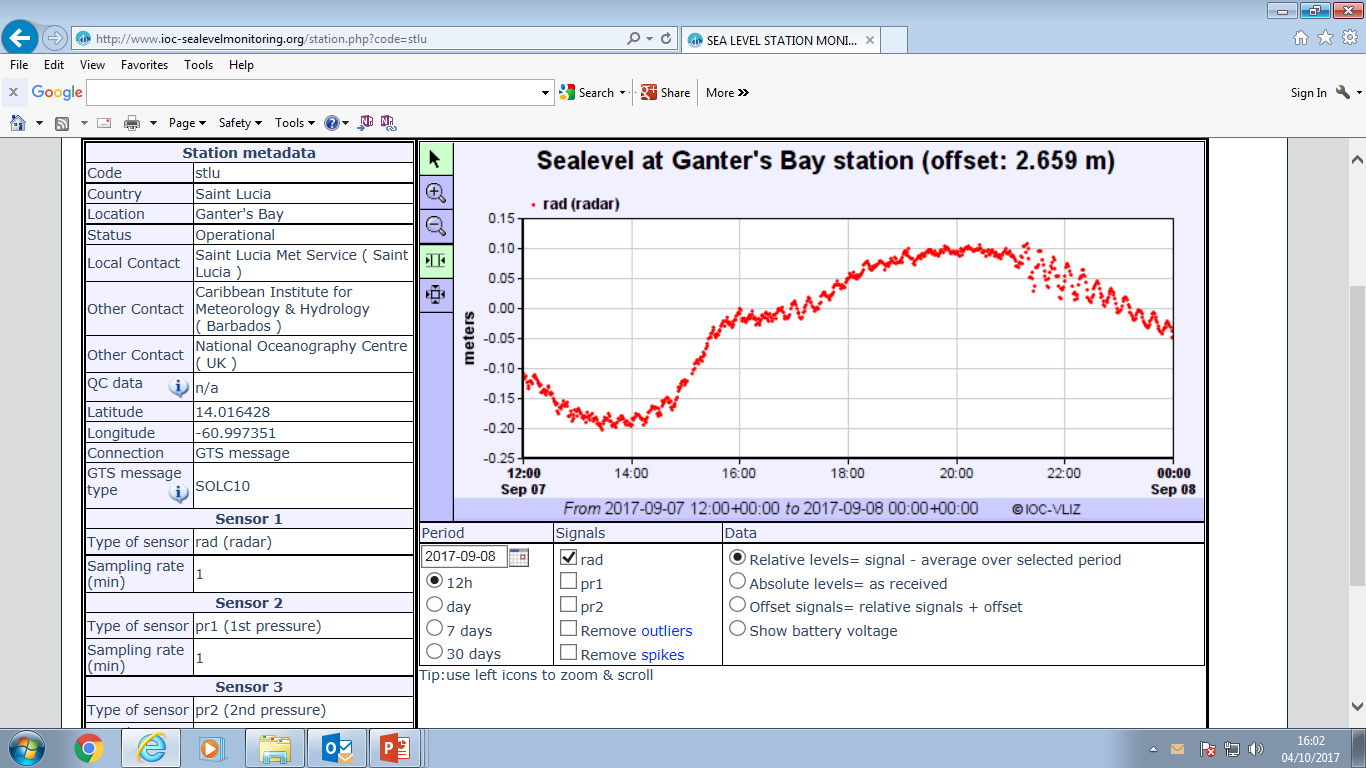 http://www.ioc-sealevelmonitoring.org/station.php?code=stlu
SEA LEVEL STATION MONI...
File Edit View Favorites Tools Help
x Google Search Share More »
Sign In
Page Safety Tools
Station metadata
Code stlu
Country Saint Lucia
Location Ganter's Bay
Status Operational
Local Contact Saint Lucia Met Service ( Saint
Lucia )
Other Contact Caribbean Institute for
Meteorology & Hydrology
( Barbados )
Other Contact National Oceanography Centre
( UK )
QC data n/a
Latitude 14.016428
Longitude -60.997351
Connection GTS message
GTS message
type SOLC10
Sensor 1
Type of sensor rad (radar)
Sampling rate
(min) 1
Sensor 2
Type of sensor pr1 (1st pressure)
Sampling rate
(min) 1
Sensor 3
Type of sensor pr2 (2nd pressure)
Sealevel at Ganter's Bay station (offset: 2.659 m)
rad (radar)
meters
0.15
0.10
0.05
0.00
-0.05
-0.10
-0.15
-0.20
-0.25
12:00 14:00 16:00 18:00 20:00 22:00 00:00
Sep 07 Sep 08
From 2017-09-07 12:00+00:00 to 2017-09-08 00:00+00:00 ©IOC-VLIZ
Period Signals Data
2017-09-08 rad Relative levels= signal - average over selected period
12h pr1 Absolute levels= as received
day pr2 Offset signals= relative signals + offset
7 days Remove outliers Show battery voltage
30 days Remove spikes
Tip:use left icons to zoom & scroll
16:02
04/10/2017